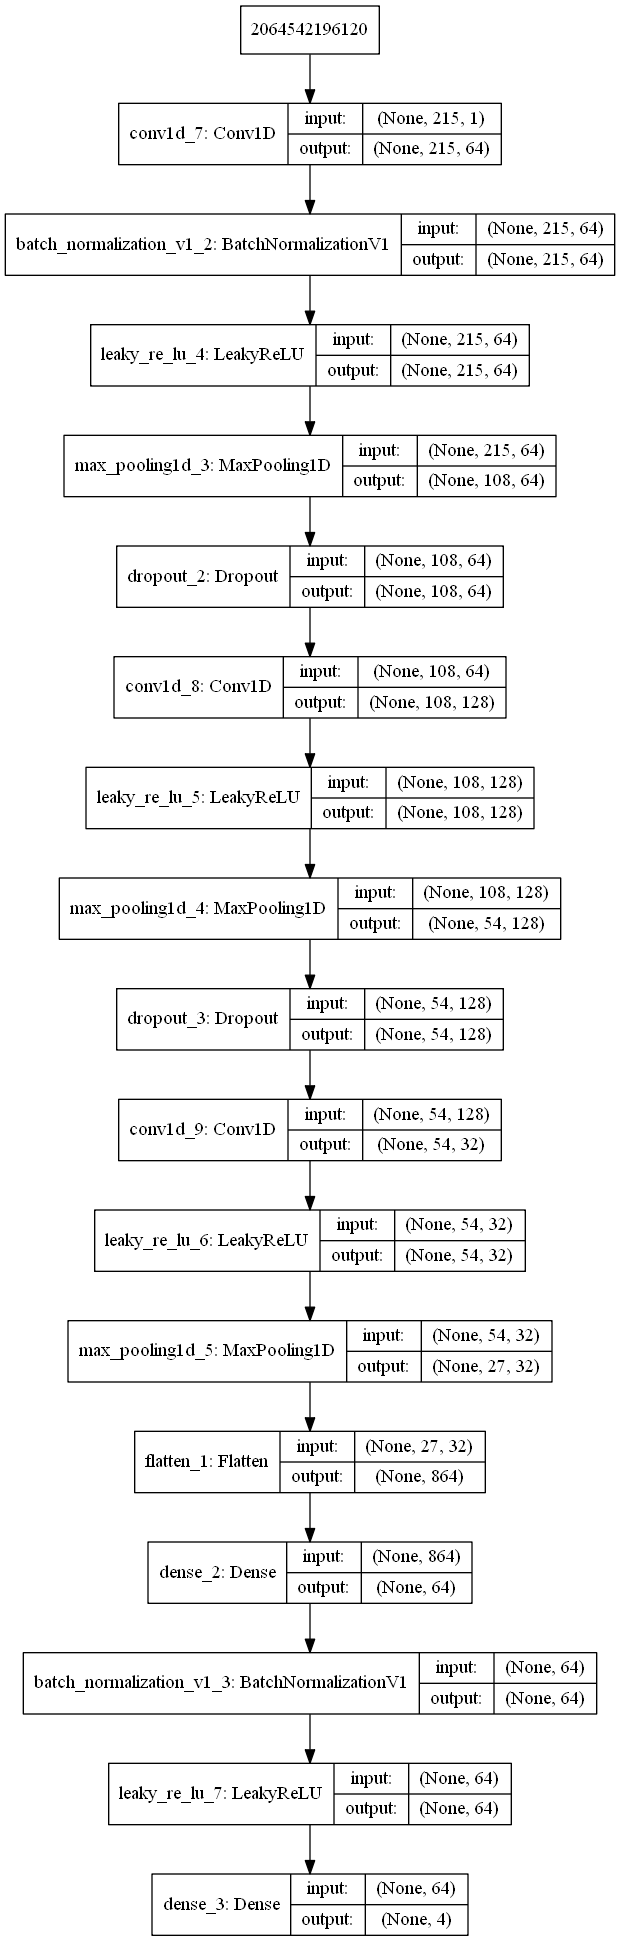 2064542196120
conv1d_7: Conv1D
input: (None, 215, 1)
output: (None, 215, 64)
batch_normalization_v1_2: BatchNormalizationV1
input: (None, 215, 64)
output: (None, 215, 64)
leaky_re_lu_4: LeakyReLU
input: (None, 215, 64)
output: (None, 215, 64)
max_pooling1d_3: MaxPooling1D
input: (None, 215, 64)
output: (None, 108, 64)
dropout_2: Dropout
input: (None, 108, 64)
output: (None, 108, 64)
conv1d_8: Conv1D
input: (None, 108, 64)
output: (None, 108, 128)
leaky_re_lu_5: LeakyReLU
input: (None, 108, 128)
output: (None, 108, 128)
max_pooling1d_4: MaxPooling1D
input: (None, 108, 128)
output: (None, 54, 128)
dropout_3: Dropout
input: (None, 54, 128)
output: (None, 54, 128)
conv1d_9: Conv1D
input: (None, 54, 128)
output: (None, 54, 32)
leaky_re_lu_6: LeakyReLU
input: (None, 54, 32)
output: (None, 54, 32)
max_pooling1d_5: MaxPooling1D
input: (None, 54, 32)
output: (None, 27, 32)
flatten_1: Flatten
input: (None, 27, 32)
output: (None, 864)
dense_2: Dense
input: (None, 864)
output: (None, 64)
batch_normalization_v1_3: BatchNormalizationV1
input: (None, 64)
output: (None, 64)
leaky_re_lu_7: LeakyReLU
input: (None, 64)
output: (None, 64)
dense_3: Dense
input: (None, 64)
output: (None, 4)